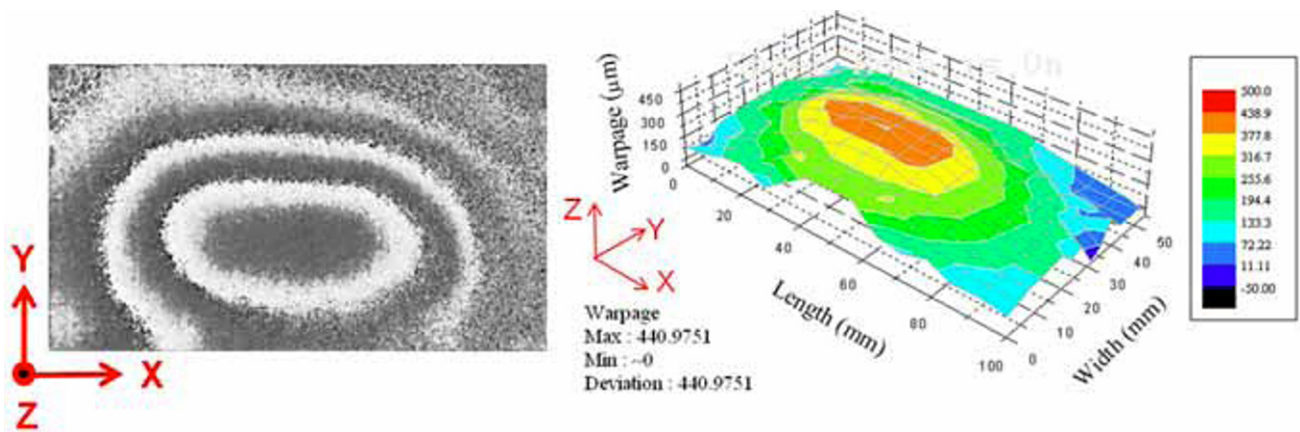 Y
X
Z
Warpage (μm)
450
300
150
0
0
20
40
60
80
100
Length (mm)
0
10
20
30
40
50
Width (mm)
Z
Y
X
Warpage
Max : 440.9751
Min : ~0
Deviation : 440.9751
500.0
438.9
377.8
316.7
255.6
194.4
133.3
72.22
11.11
-50.00